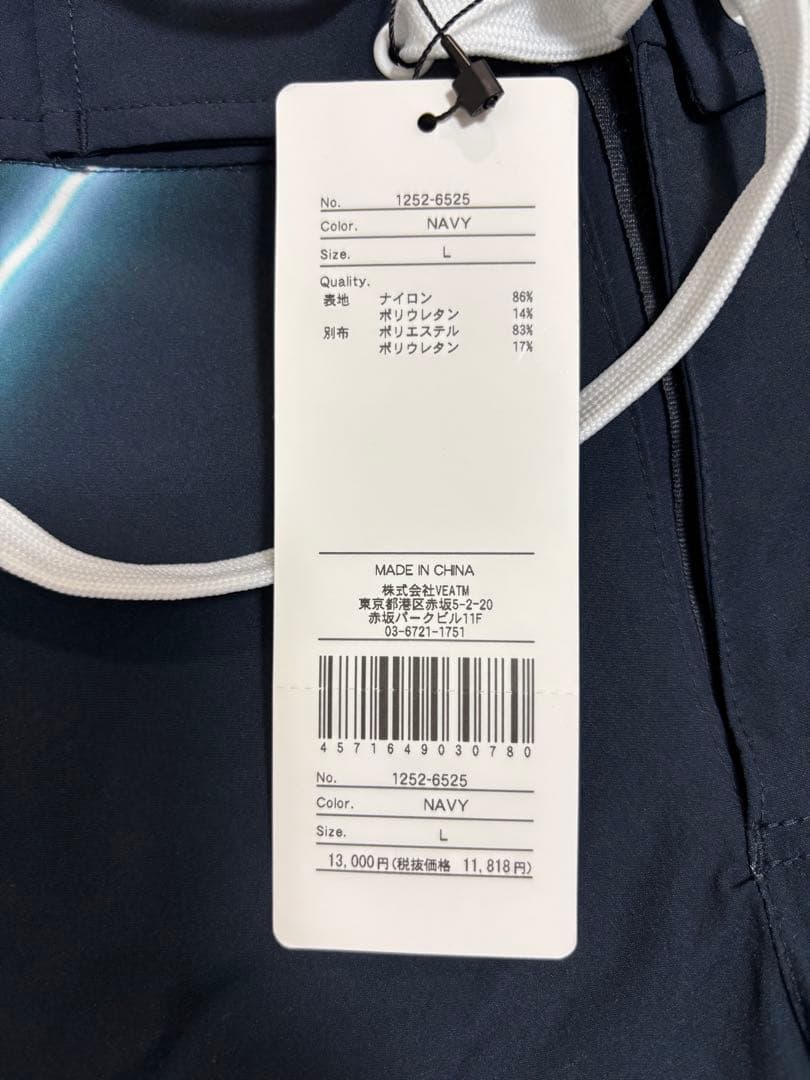 No. 1252-6525
Color. NAVY
Size. L
Quality.
表地 ナイロン 86%
ポリウレタン 14%
別布 ポリエステル 83%
ポリウレタン 17%
MADE IN CHINA
株式会社VEATM
東京都港区赤坂5-2-20
赤坂パークビル11F
03-6721-1751
4571649030780
No. 1252-6525
Color. NAVY
Size. L
13,000円(税抜価格 11,818円)